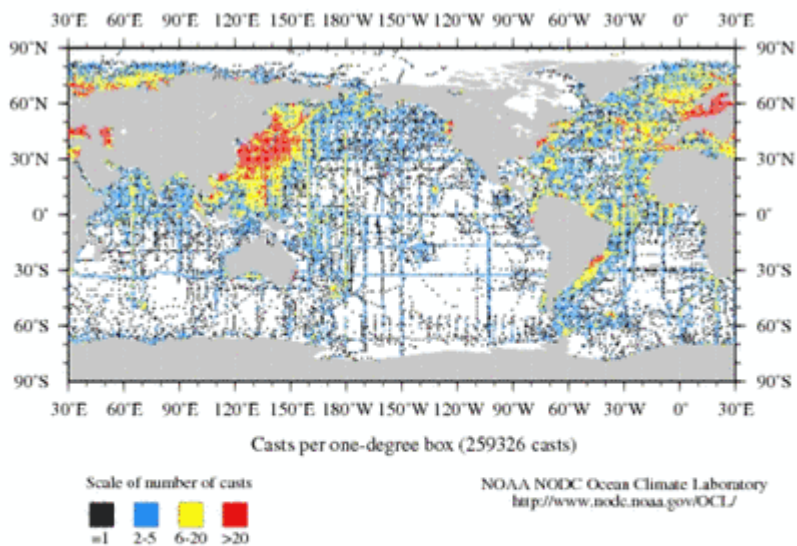 30°E 60°E 90°E 120°E 150°E 180°W 150°W 120°W 90°W 60°W 30°W 0° 30°E
90°N 90°N
60°N 60°N
30°N 30°N
0° 0°
30°S 30°S
60°S 60°S
90°S 90°S
30°E 60°E 90°E 120°E 150°E 180°W 150°W 120°W 90°W 60°W 30°W 0° 30°E
Casts per one-degree box (259326 casts)
Scale of number of casts
=1 2-5 6-20 >20
NOAA NODC Ocean Climate Laboratory
http://www.nodc.noaa.gov/OCL/